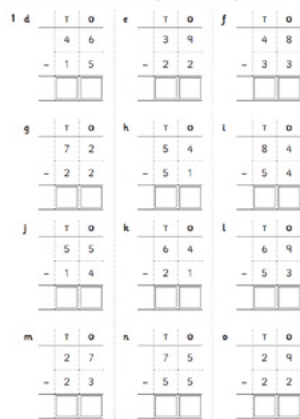 1 d T O e T O f T O
4 6 3 9 4 8
- 1 5 - 2 2 - 3 3
g T O h T O i T O
7 2 5 4 8 4
- 2 2 - 5 1 - 5 4
j T O k T O l T O
5 5 6 4 6 9
- 1 4 - 2 1 - 5 3
m T O n T O o T O
2 7 7 5 2 9
- 2 3 - 5 5 - 2 2